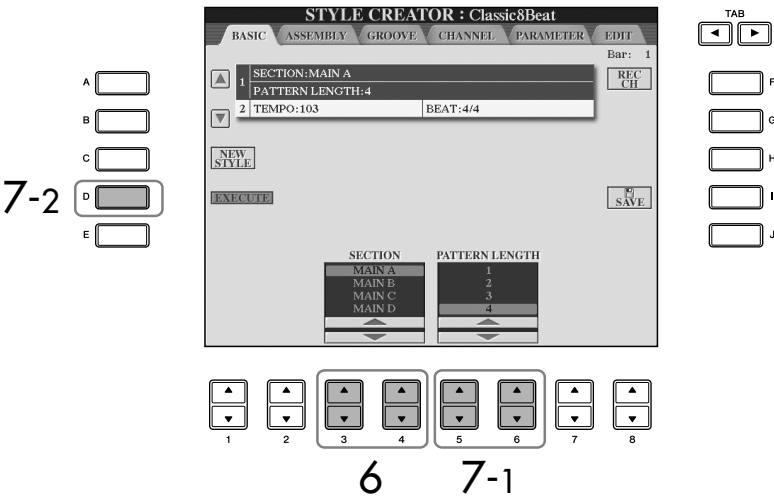 STYLE CREATOR : Classic8Beat
BASIC ASSEMBLY GROOVE CHANNEL PARAMETER EDIT
TAB
Bar: 1
1 SECTION:MAIN A
PATTERN LENGTH:4
2 TEMPO:103 BEAT:4/4
REC
CH
NEW
STYLE
EXECUTE
SAVE
A
B
C
D
E
F
G
H
I
J
7-2
SECTION
MAIN A
MAIN B
MAIN C
MAIN D
PATTERN LENGTH
1
2
3
4
1 2 3 4 5 6 7 8
6 7-1